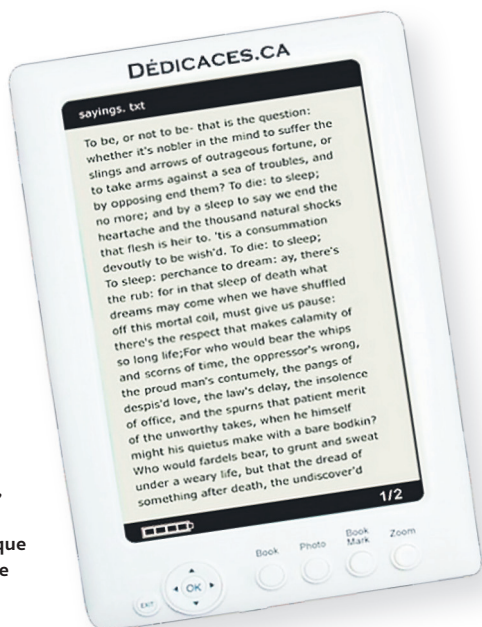 DÉDICACES.CA
sayings. txt
To be, or not to be- that is the question:
whether it's nobler in the mind to suffer the
slings and arrows of outrageous fortune, or
to take arms against a sea of troubles, and
by opposing end them? To die: to sleep;
no more; and by a sleep to say we end the
heartache and the thousand natural shocks
that flesh is heir to. 'tis a consummation
devoutly to be wish'd. To die: to sleep;
To sleep: perchance to dream: ay, there's
the rub: for in that sleep of death what
dreams may come when we have shuffled
off this mortal coil, must give us pause:
there's the respect that makes calamity of
so long life;For who would bear the whips
and scorns of time, the oppressor's wrong,
the proud man's contumely, the pangs of
despis'd love, the law's delay, the insolence
of office, and the spurns that patient merit
of the unworthy takes, when he himself
might his quietus make with a bare bodkin?
Who would fardels bear, to grunt and sweat
under a weary life, but that the dread of
something after death, the undiscover'd
1/2
Book
Photo
Book
Mark
Zoom
EXIT
OK
que
e